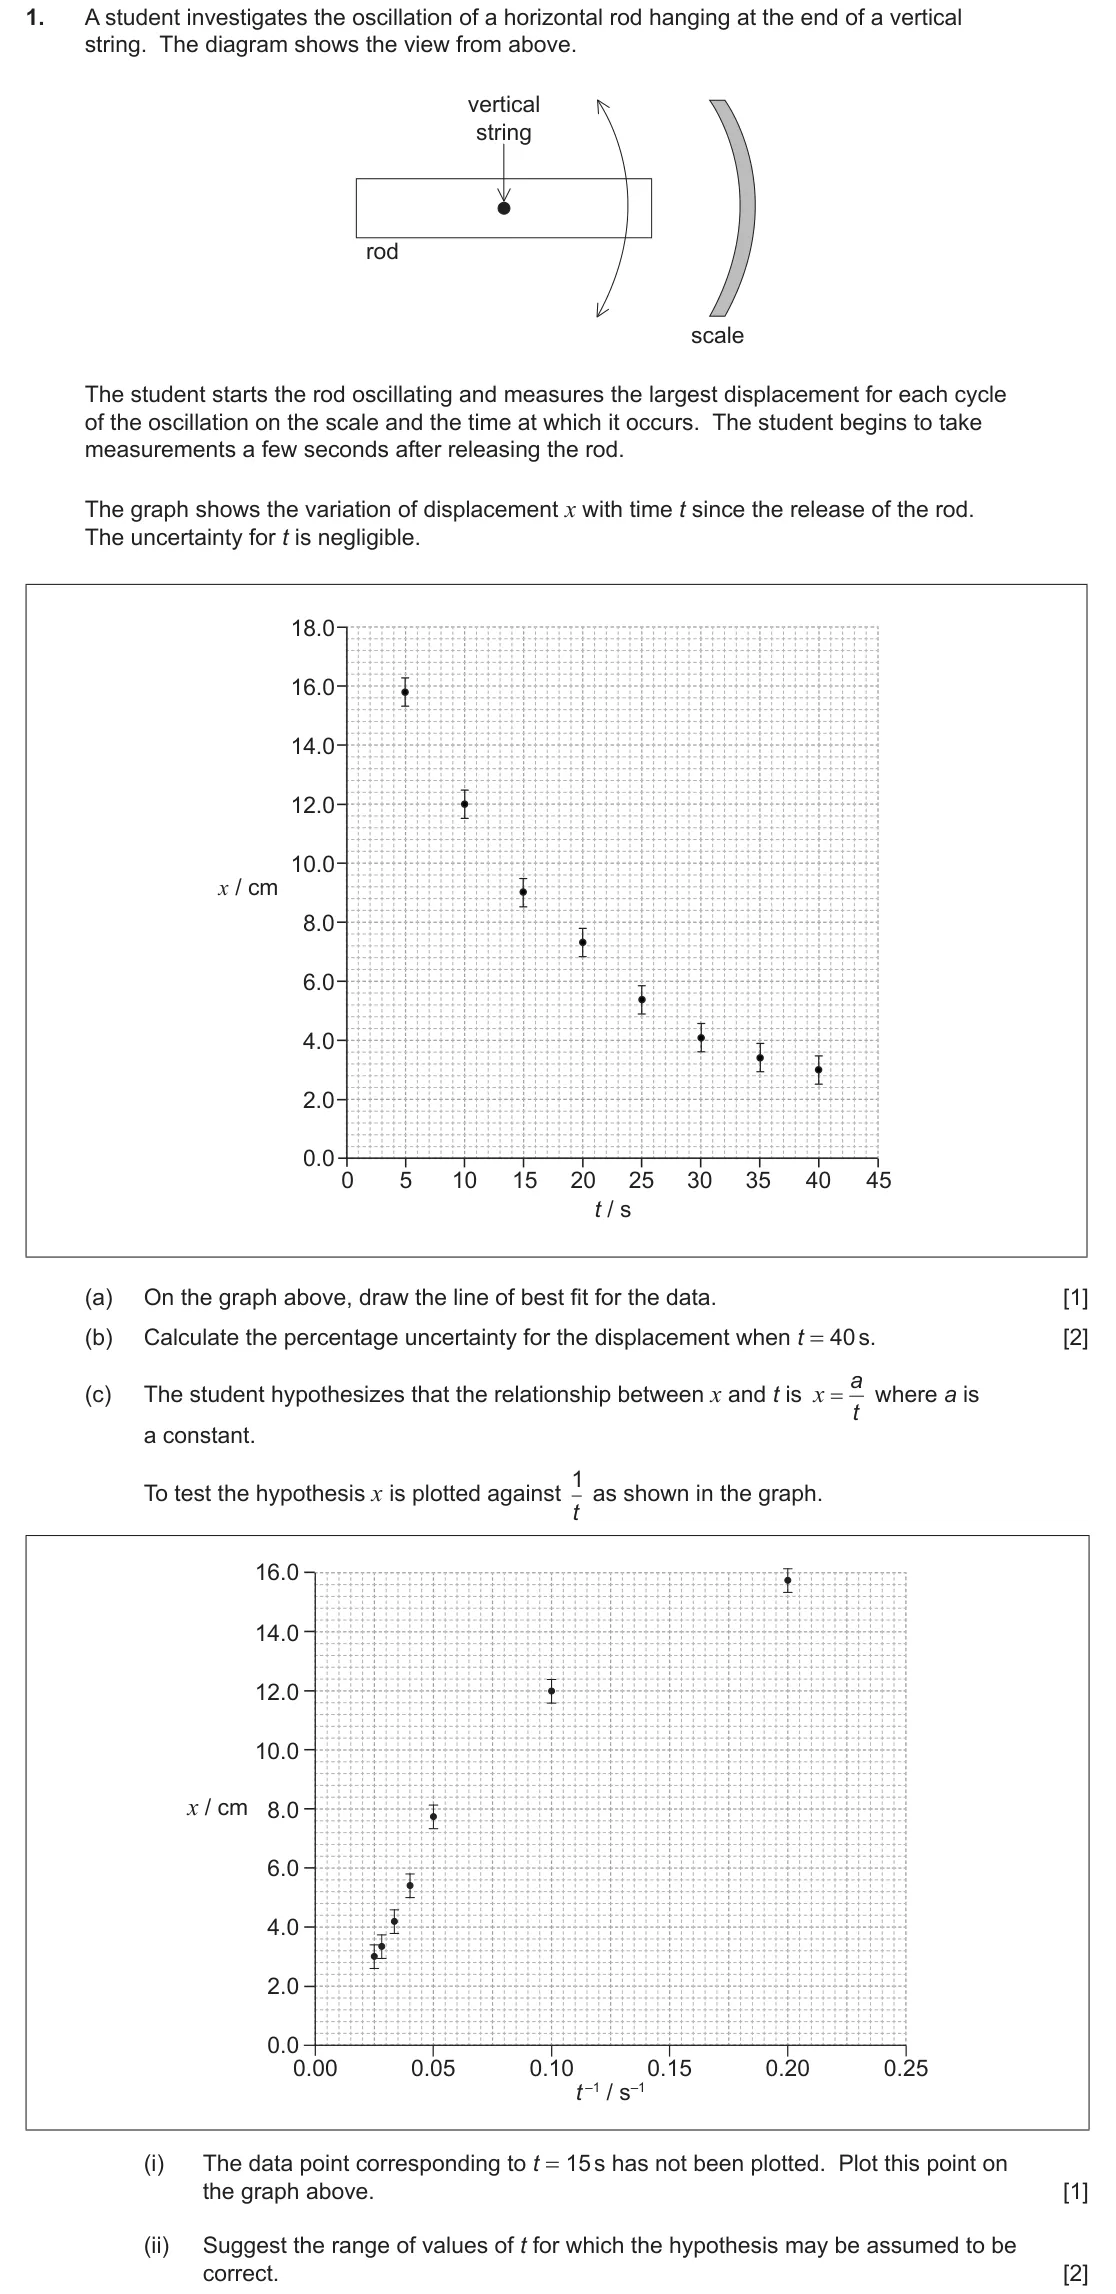 1. A student investigates the oscillation of a horizontal rod hanging at the end of a vertical
string. The diagram shows the view from above.
vertical
string
rod
scale
The student starts the rod oscillating and measures the largest displacement for each cycle
of the oscillation on the scale and the time at which it occurs. The student begins to take
measurements a few seconds after releasing the rod.
The graph shows the variation of displacement x with time t since the release of the rod.
The uncertainty for t is negligible.
18.0
16.0
14.0
12.0
10.0
x / cm
8.0
6.0
4.0
2.0
0.0
0 5 10 15 20 25 30 35 40 45
t / s
(a) On the graph above, draw the line of best fit for the data. [1]
(b) Calculate the percentage uncertainty for the displacement when t = 40 s. [2]
(c) The student hypothesizes that the relationship between x and t is x = a/t where a is
a constant.
To test the hypothesis x is plotted against 1/t as shown in the graph.
16.0
14.0
12.0
10.0
x / cm 8.0
6.0
4.0
2.0
0.0
0.00 0.05 0.10 0.15 0.20 0.25
t⁻¹ / s⁻¹
(i) The data point corresponding to t = 15 s has not been plotted. Plot this point on
the graph above. [1]
(ii) Suggest the range of values of t for which the hypothesis may be assumed to be
correct. [2]